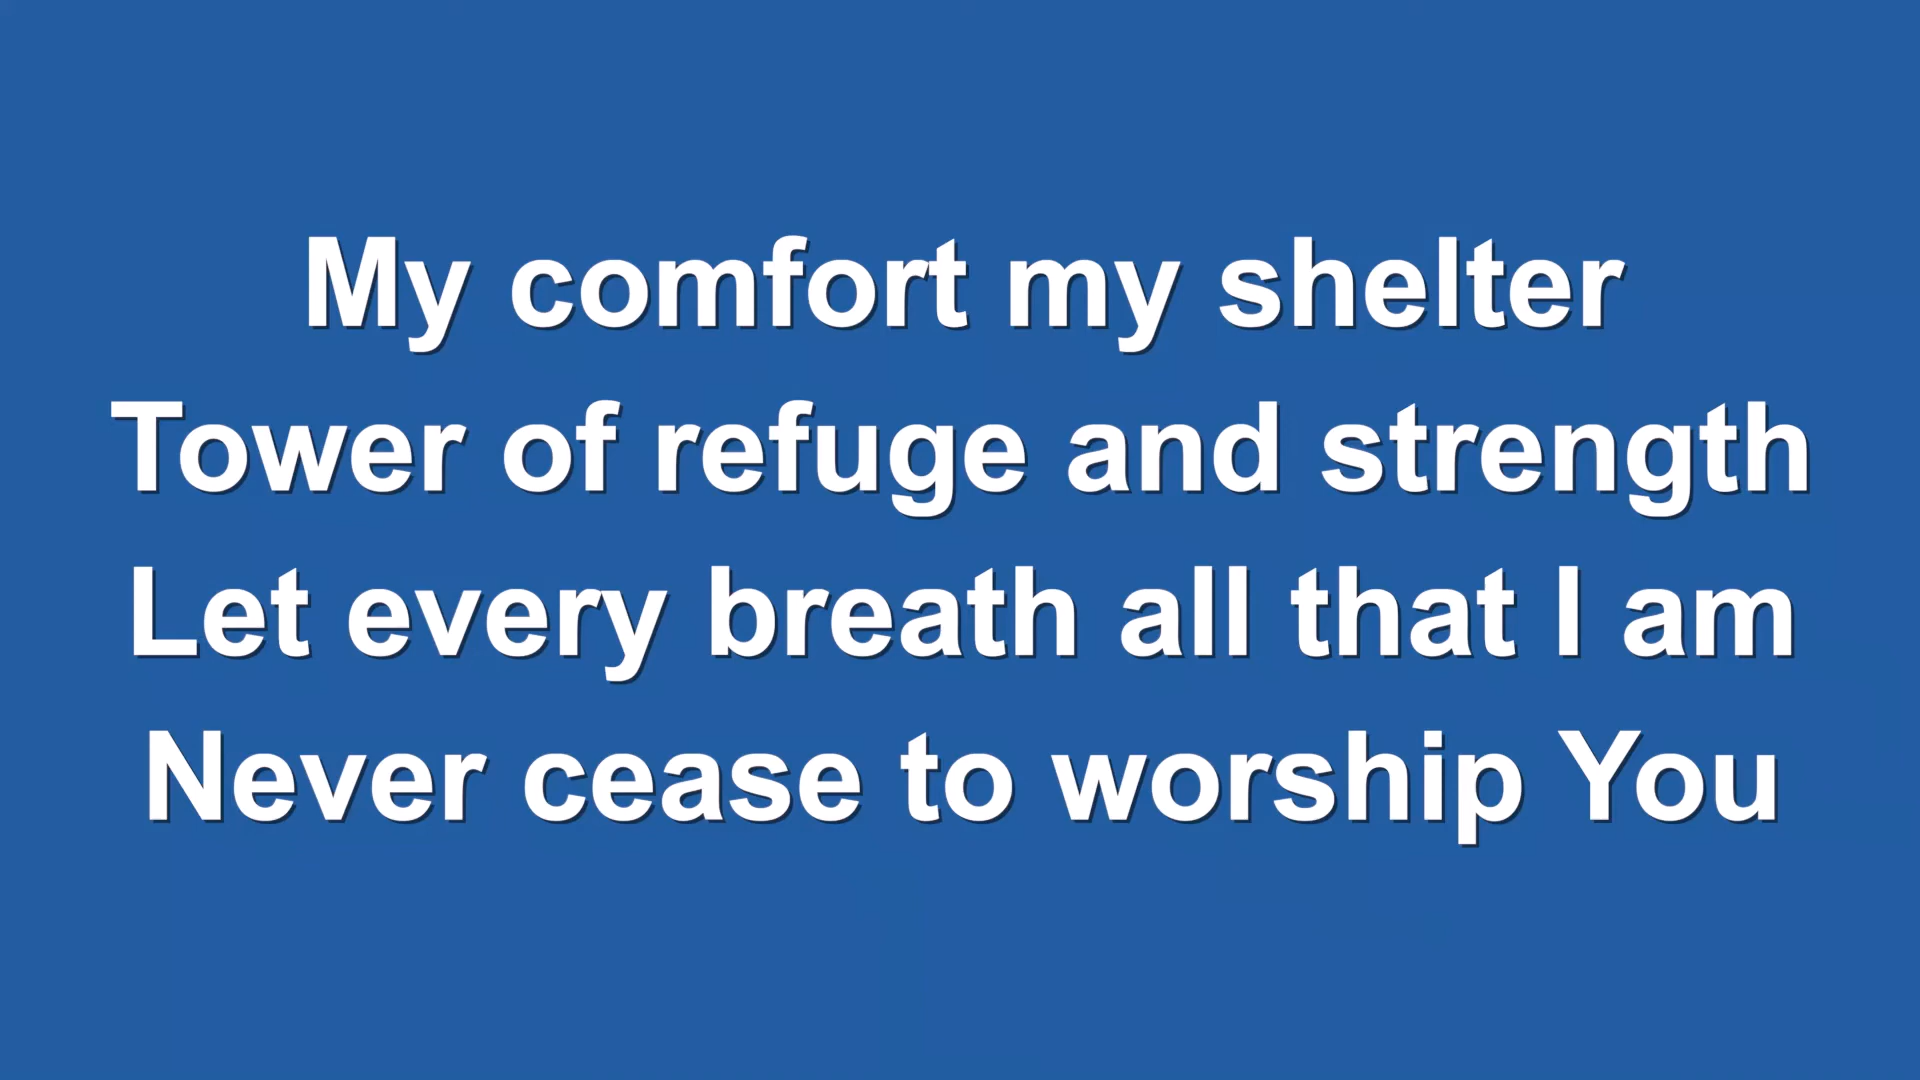 My comfort my shelter
Tower of refuge and strength
Let every breath all that I am
Never cease to worship You